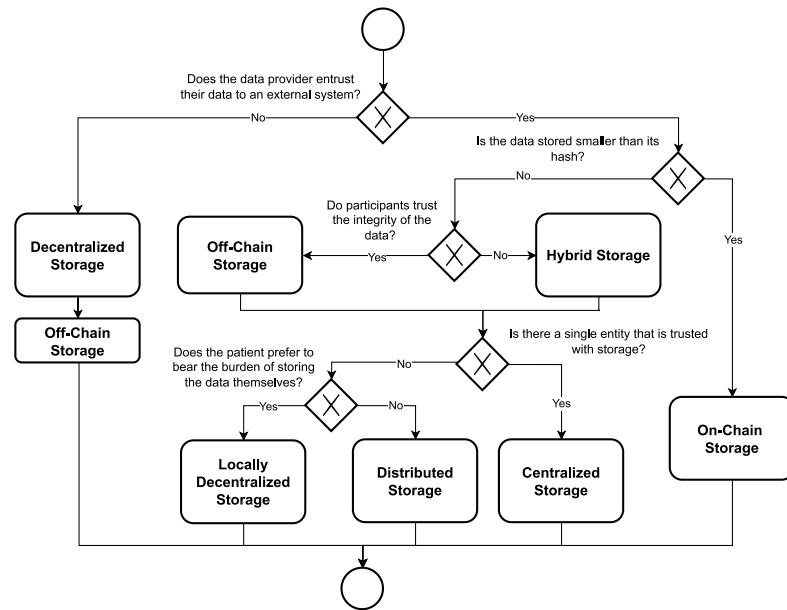 Does the data provider entrust
their data to an external system?
No
Yes
Is the data stored smaller than its
hash?
No
Do participants trust
the integrity of the
data?
Yes
Decentralized
Storage
Off-Chain
Storage
Yes
No
Hybrid Storage
Off-Chain
Storage
Is there a single entity that is trusted
with storage?
Does the patient prefer to
bear the burden of storing
the data themselves?
No
Yes
No
Yes
On-Chain
Storage
Locally
Decentralized
Storage
Distributed
Storage
Centralized
Storage